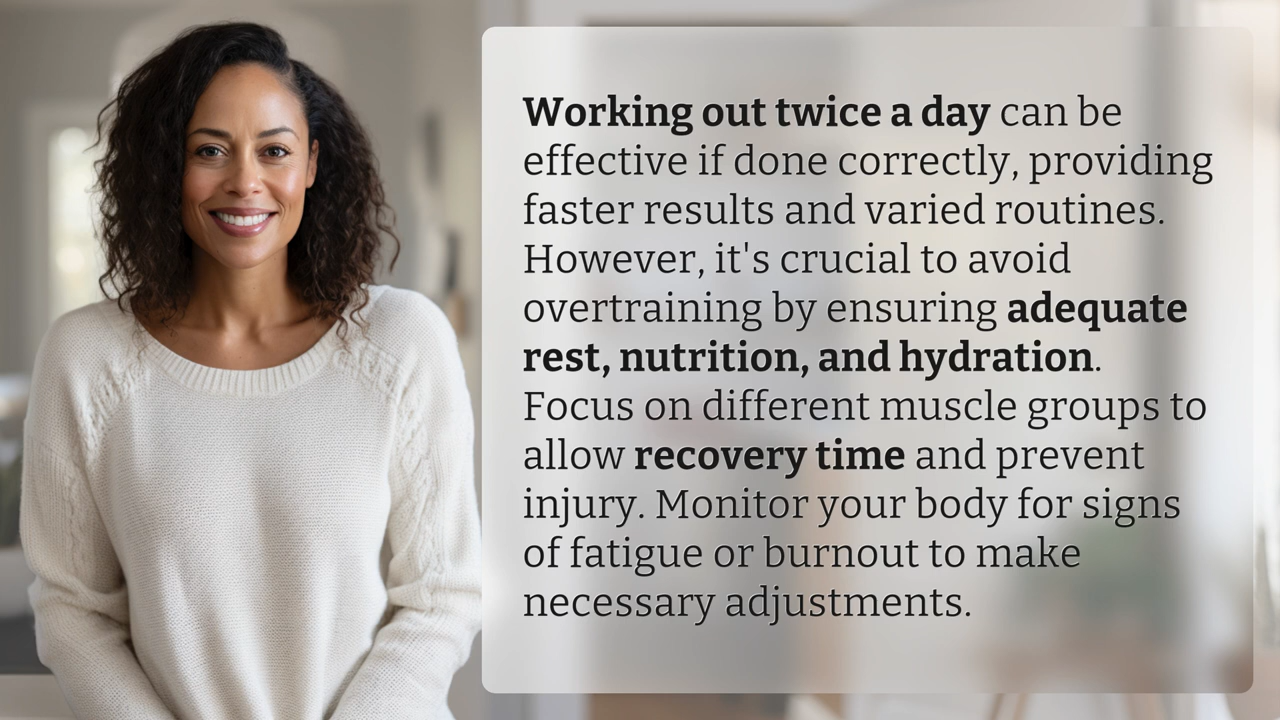 Working out twice a day can be
effective if done correctly, providing
faster results and varied routines.
However, it's crucial to avoid
overtraining by ensuring adequate
rest, nutrition, and hydration.
Focus on different muscle groups to
allow recovery time and prevent
injury. Monitor your body for signs
of fatigue or burnout to make
necessary adjustments.